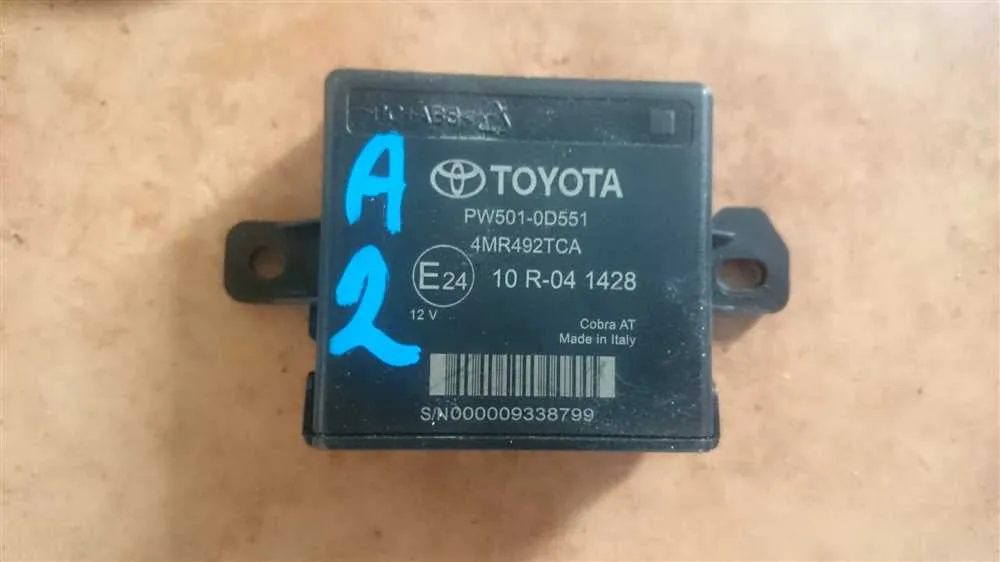 A
2
TOYOTA
PW501-0D551
4MR492TCA
E24 10 R-04 1428
12 V
Cobra AT
Made in Italy
S/N000009338799